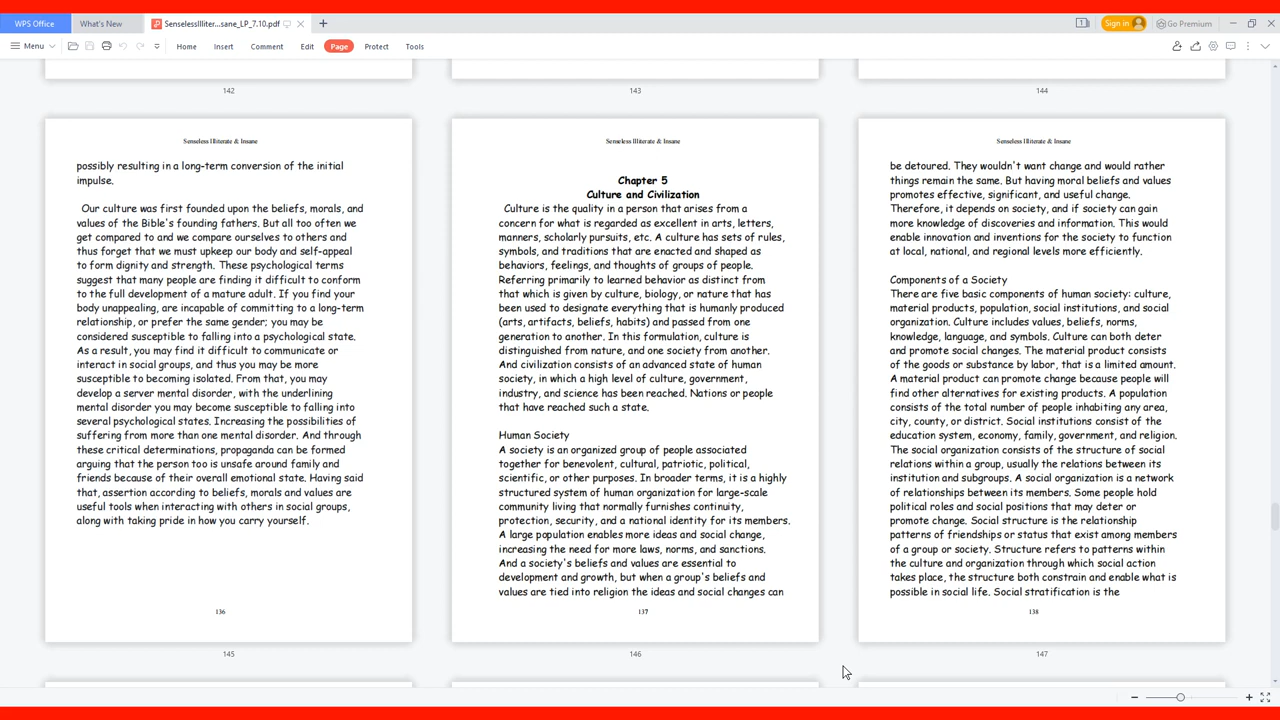 WPS Office
What's New
SenselessIlliter...sane_LP_7.10.pdf
Sign in
Go Premium
Menu
Home
Insert
Comment
Edit
Page
Protect
Tools
142
143
144
Senseless Illiterate & Insane
possibly resulting in a long-term conversion of the initial
impulse.
Our culture was first founded upon the beliefs, morals, and
values of the Bible's founding fathers. But all too often we
get compared to and we compare ourselves to others and
thus forget that we must upkeep our body and self-appeal
to form dignity and strength. These psychological terms
suggest that many people are finding it difficult to conform
to the full development of a mature adult. If you find your
body unappealing, are incapable of committing to a long-term
relationship, or prefer the same gender; you may be
considered susceptible to falling into a psychological state.
As a result, you may find it difficult to communicate or
interact in social groups, and thus you may be more
susceptible to becoming isolated. From that, you may
develop a server mental disorder, with the underlining
mental disorder you may become susceptible to falling into
several psychological states. Increasing the possibilities of
suffering from more than one mental disorder. And through
these critical determinations, propaganda can be formed
arguing that the person too is unsafe around family and
friends because of their overall emotional state. Having said
that, assertion according to beliefs, morals and values are
useful tools when interacting with others in social groups,
along with taking pride in how you carry yourself.
136
145
Senseless Illiterate & Insane
Chapter 5
Culture and Civilization
Culture is the quality in a person that arises from a
concern for what is regarded as excellent in arts, letters,
manners, scholarly pursuits, etc. A culture has sets of rules,
symbols, and traditions that are enacted and shaped as
behaviors, feelings, and thoughts of groups of people.
Referring primarily to learned behavior as distinct from
that which is given by culture, biology, or nature that has
been used to designate everything that is humanly produced
(arts, artifacts, beliefs, habits) and passed from one
generation to another. In this formulation, culture is
distinguished from nature, and one society from another.
And civilization consists of an advanced state of human
society, in which a high level of culture, government,
industry, and science has been reached. Nations or people
that have reached such a state.
Human Society
A society is an organized group of people associated
together for benevolent, cultural, patriotic, political,
scientific, or other purposes. In broader terms, it is a highly
structured system of human organization for large-scale
community living that normally furnishes continuity,
protection, security, and a national identity for its members.
A large population enables more ideas and social change,
increasing the need for more laws, norms, and sanctions.
And a society's beliefs and values are essential to
development and growth, but when a group's beliefs and
values are tied into religion the ideas and social changes can
137
146
Senseless Illiterate & Insane
be detoured. They wouldn't want change and would rather
things remain the same. But having moral beliefs and values
promotes effective, significant, and useful change.
Therefore, it depends on society, and if society can gain
more knowledge of discoveries and information. This would
enable innovation and inventions for the society to function
at local, national, and regional levels more efficiently.
Components of a Society
There are five basic components of human society: culture,
material products, population, social institutions, and social
organization. Culture includes values, beliefs, norms,
knowledge, language, and symbols. Culture can both deter
and promote social changes. The material product consists
of the goods or substance by labor, that is a limited amount.
A material product can promote change because people will
find other alternatives for existing products. A population
consists of the total number of people inhabiting any area,
city, county, or district. Social institutions consist of the
education system, economy, family, government, and religion.
The social organization consists of the structure of social
relations within a group, usually the relations between its
institution and subgroups. A social organization is a network
of relationships between its members. Some people hold
political roles and social positions that may deter or
promote change. Social structure is the relationship
patterns of friendships or status that exist among members
of a group or society. Structure refers to patterns within
the culture and organization through which social action
takes place, the structure both constrain and enable what is
possible in social life. Social stratification is the
138
147